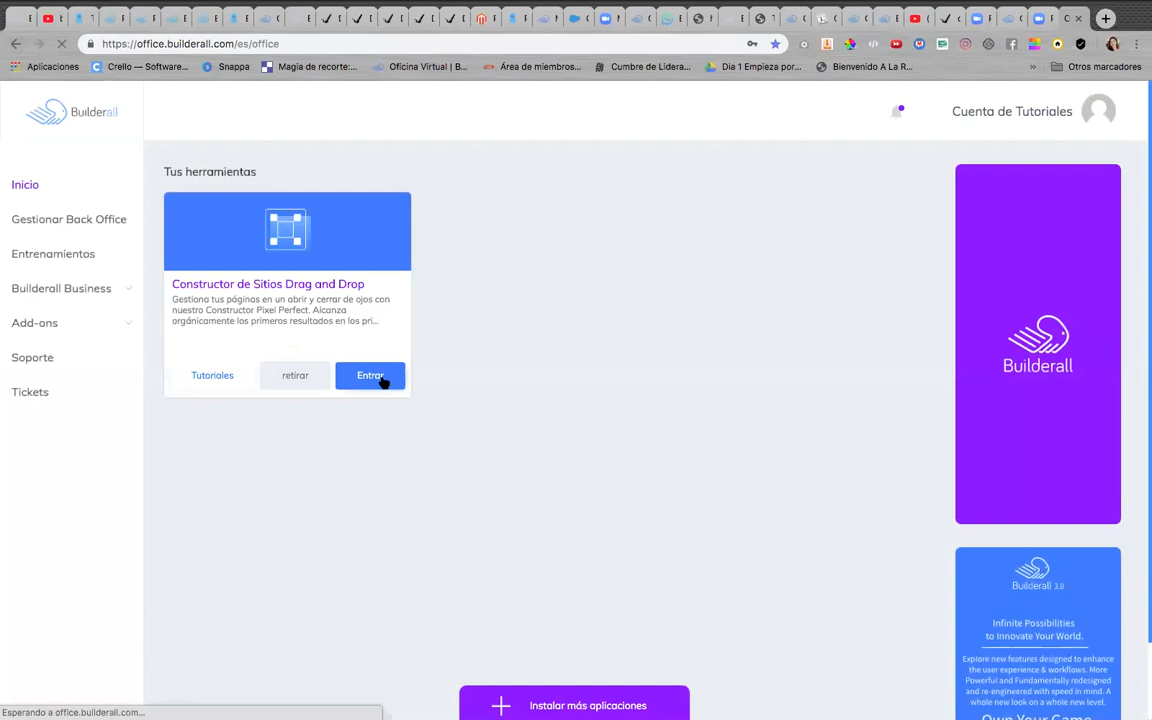 https://office.builderall.com/es/office
Aplicaciones
Crello — Software...
Snappa
Magia de recorte:...
Oficina Virtual | B...
Área de miembros...
Cumbre de Lidera...
Dia 1 Empieza por...
Bienvenido A La R...
»
Otros marcadores
Builderall
Cuenta de Tutoriales
Inicio
Gestionar Back Office
Entrenamientos
Builderall Business
Add-ons
Soporte
Tickets
Tus herramientas
Constructor de Sitios Drag and Drop
Gestiona tus páginas en un abrir y cerrar de ojos con
nuestro Constructor Pixel Perfect. Alcanza
orgánicamente los primeros resultados en los pri...
Tutoriales
retirar
Entrar
Builderall
Builderall 3.0
Infinite Possibilities
to Innovate Your World.
Explore new features designed to enhance
the user experience & workflows. More
Powerful and Fundamentally redesigned
and re-engineered with speed in mind. A
whole new look on a whole new level.
Own Your Game
Instalar más aplicaciones
Esperando a office.builderall.com...